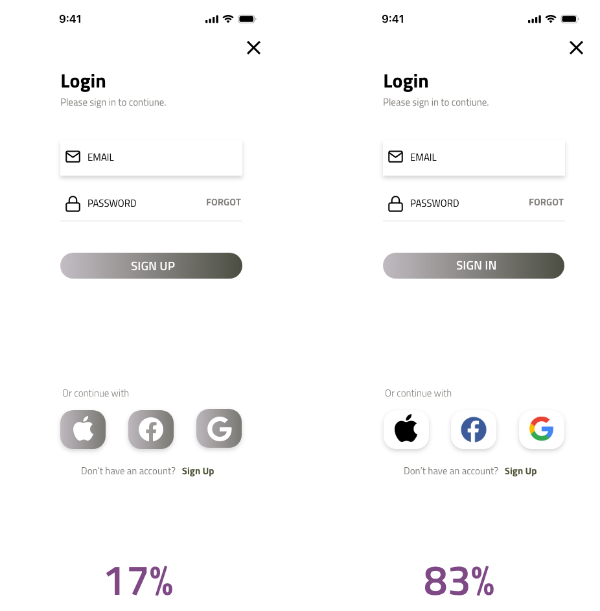 9:41
Login
Please sign in to contiune.
EMAIL
PASSWORD FORGOT
SIGN UP
Or continue with
Don't have an account? Sign Up
17%
9:41
Login
Please sign in to contiune.
EMAIL
PASSWORD FORGOT
SIGN IN
Or continue with
Don't have an account? Sign Up
83%